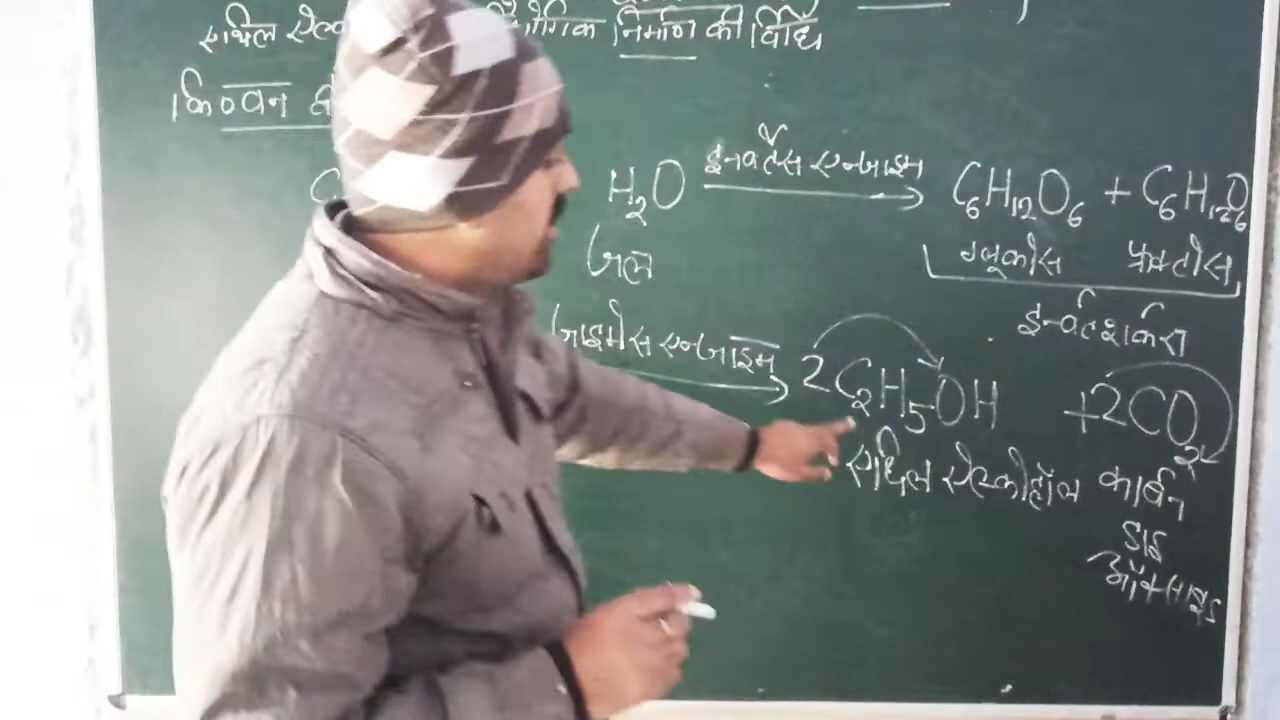 एथिल निर्माण की विधि
किण्वन
H₂O इनवर्टेस एन्जाइम C₆H₁₂O₆ + C₆H₁₂O₆
जल ग्लूकोस फ्रक्टोस
इन्वर्टशर्करा
जाइमेस एन्जाइम 2C₂H₅OH +2CO₂
एथिल ऐल्कोहॉल कार्बन
डाइ
ऑक्साइड